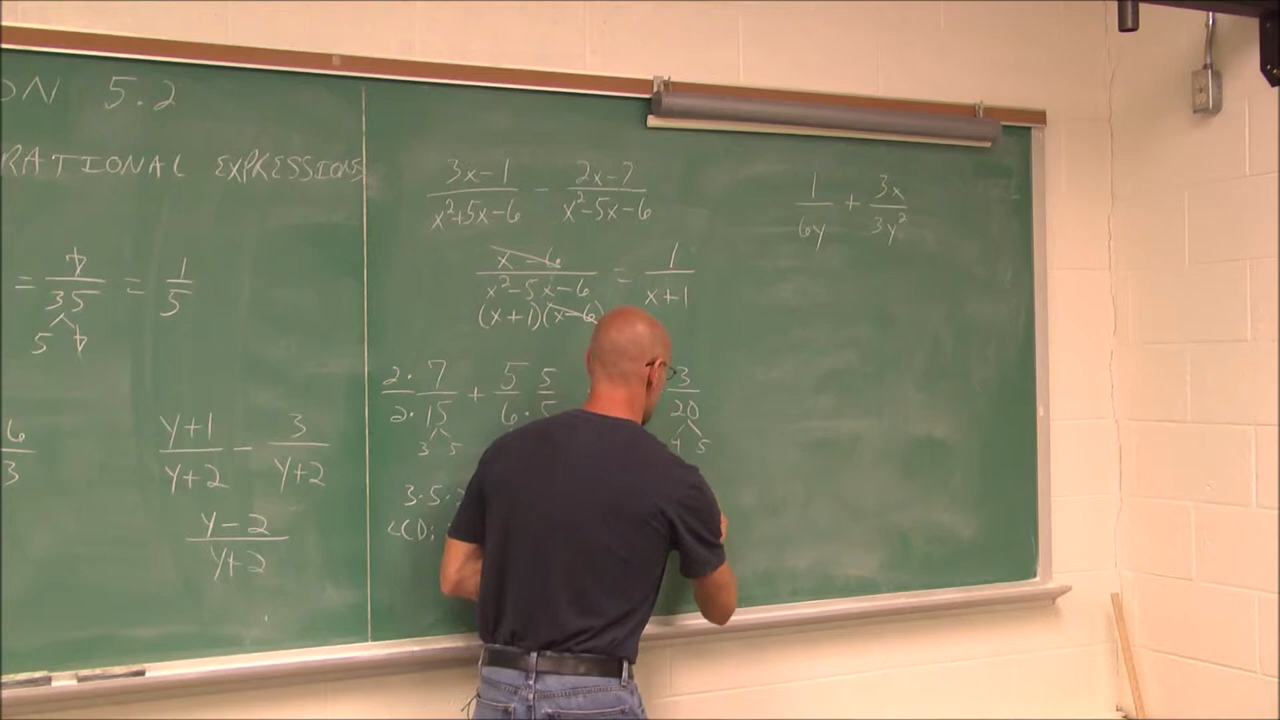 ON 5.2
RATIONAL EXPRESSIONS
= 7/35 = 1/5
5 7
6/3
y+1/y+2 - 3/y+2
y-2/y+2
3x-1/x²+5x-6 - 2x-7/x²-5x-6
x-6/x²-5x-6 = 1/x+1
(x+1)(x-6)
2·7/2·15 + 5/6 · 5/5
3 5
3·5·2
LCD:
3/20
4 5
1/6y + 3x/3y²